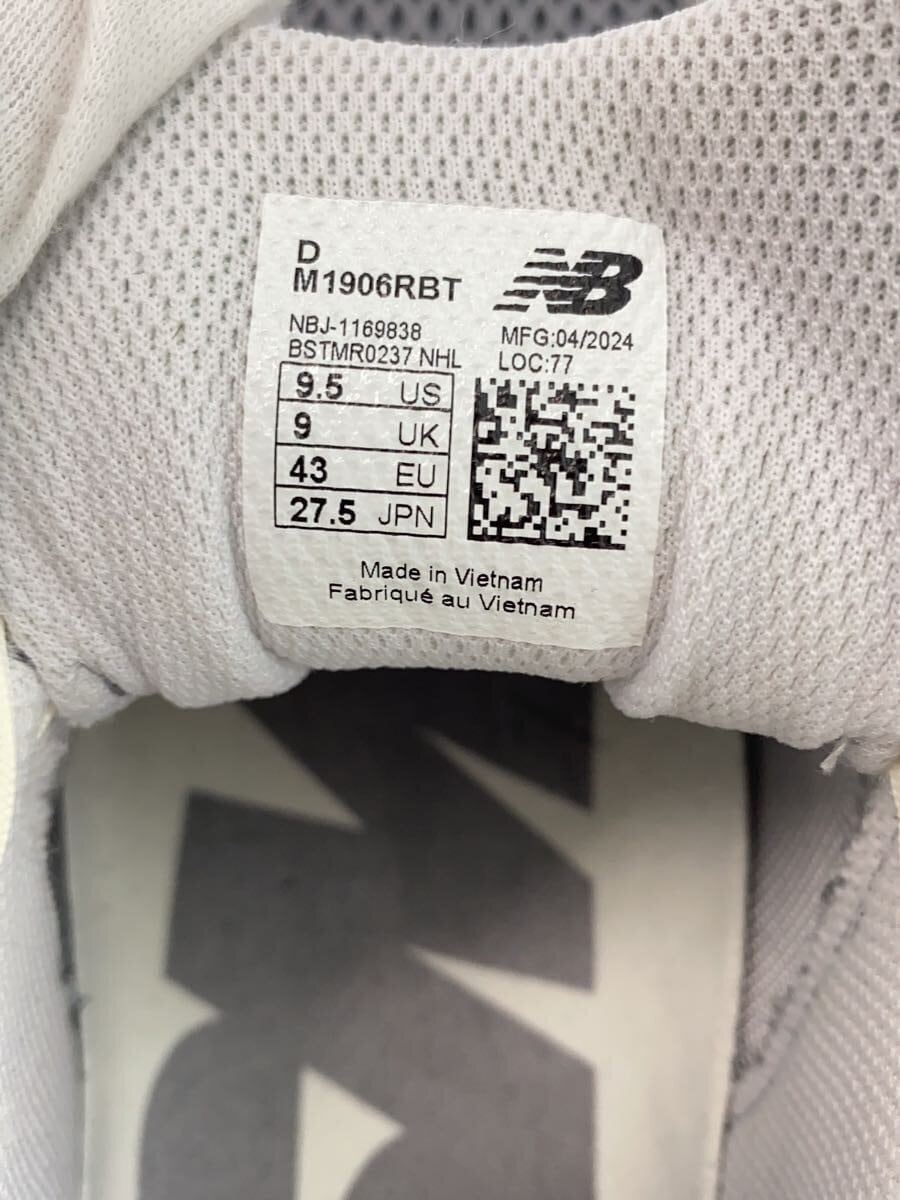 D
M1906RBT
NB
NBJ-1169838
BSTMR0237 NHL
MFG:04/2024
LOC:77
9.5 US
9 UK
43 EU
27.5 JPN
Made in Vietnam
Fabriqué au Vietnam